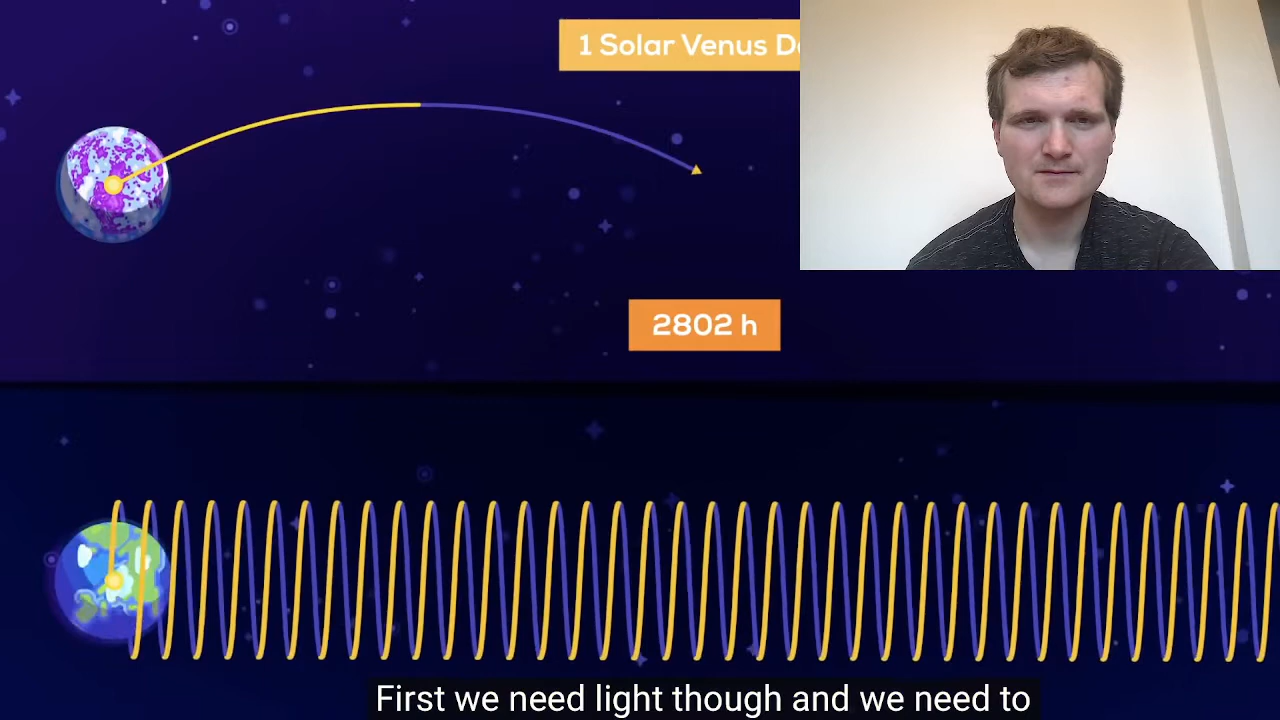 1 Solar Venus D
2802 h
First we need light though and we need to